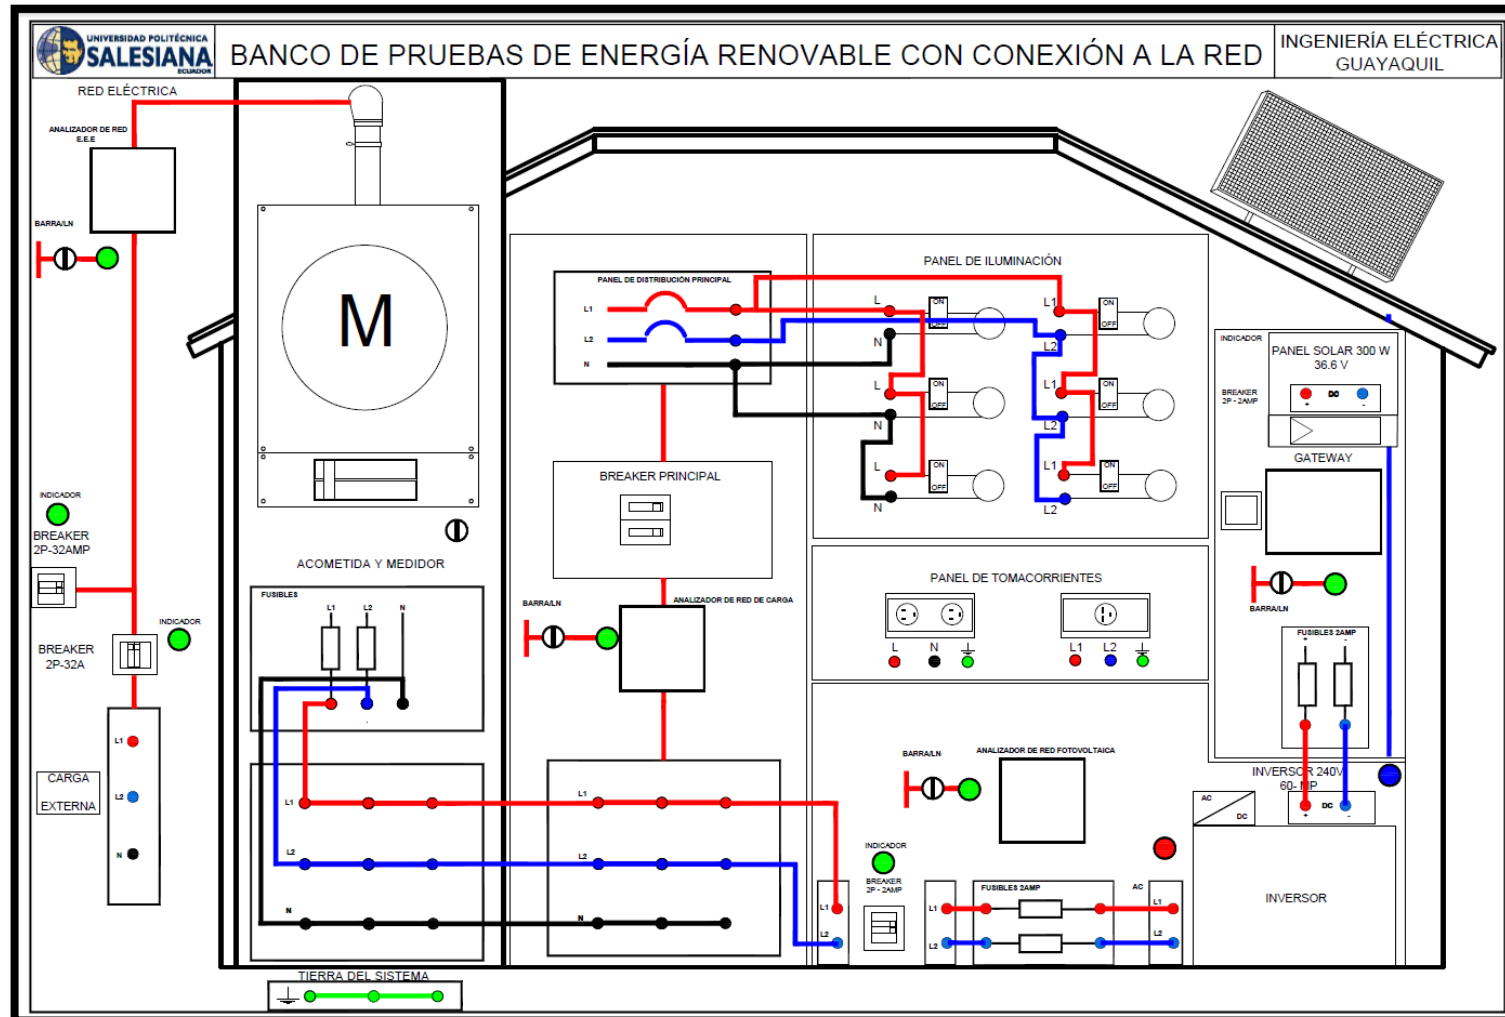 UNIVERSIDAD POLITÉCNICA
SALESIANA
ECUADOR
BANCO DE PRUEBAS DE ENERGÍA RENOVABLE CON CONEXIÓN A LA RED
INGENIERÍA ELÉCTRICA
GUAYAQUIL
RED ELÉCTRICA
ANALIZADOR DE RED
E.E.E
BARRA/LN
INDICADOR
BREAKER
2P-32AMP
BREAKER
2P-32A
INDICADOR
L1
L2
N
CARGA
EXTERNA
M
ACOMETIDA Y MEDIDOR
FUSIBLES
L1
L2
N
L1
L2
N
TIERRA DEL SISTEMA
PANEL DE DISTRIBUCIÓN PRINCIPAL
L1
L2
N
BREAKER PRINCIPAL
ANALIZADOR DE RED DE CARGA
BARRA/LN
L1
L2
N
PANEL DE ILUMINACIÓN
L
ON
OFF
N
L1
ON
OFF
L2
L
ON
OFF
N
L1
ON
OFF
L2
L
ON
OFF
N
L1
ON
OFF
L2
PANEL DE TOMACORRIENTES
L
N
L1
L2
BARRA/LN
ANALIZADOR DE RED FOTOVOLTAICA
INDICADOR
BREAKER
2P - 2AMP
L1
L2
L1
L2
FUSIBLES 2AMP
AC
L1
L2
INDICADOR
BREAKER
2P - 2AMP
PANEL SOLAR 300 W
36.6 V
DC
+
-
GATEWAY
BARRA/LN
FUSIBLES 2AMP
+
-
INVERSOR 240V
AC
DC
DC
+
-
INVERSOR